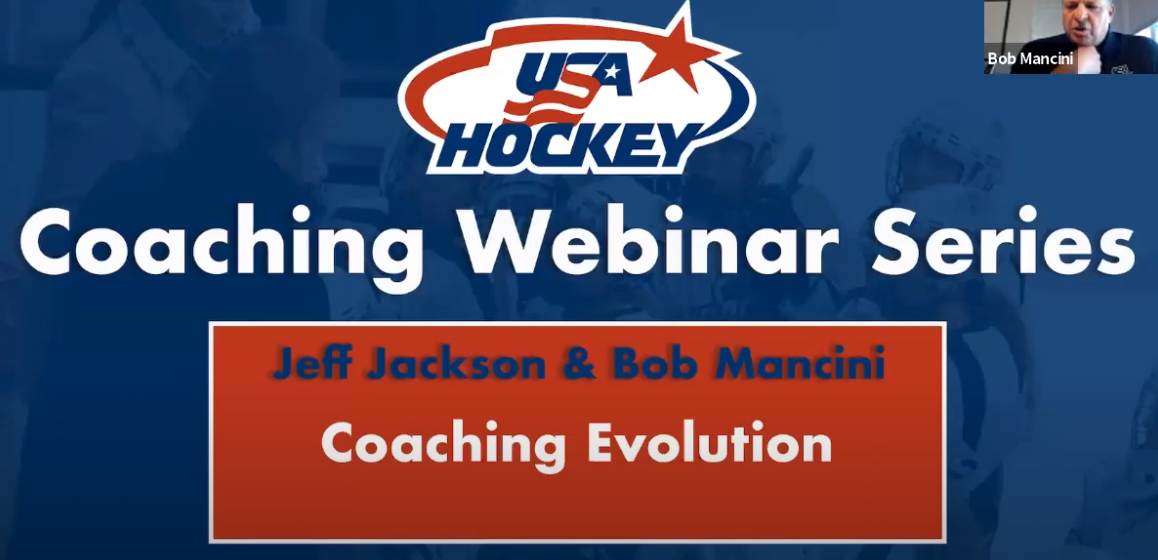 USA
HOCKEY
Bob Mancini
Coaching Webinar Series
Jeff Jackson & Bob Mancini
Coaching Evolution